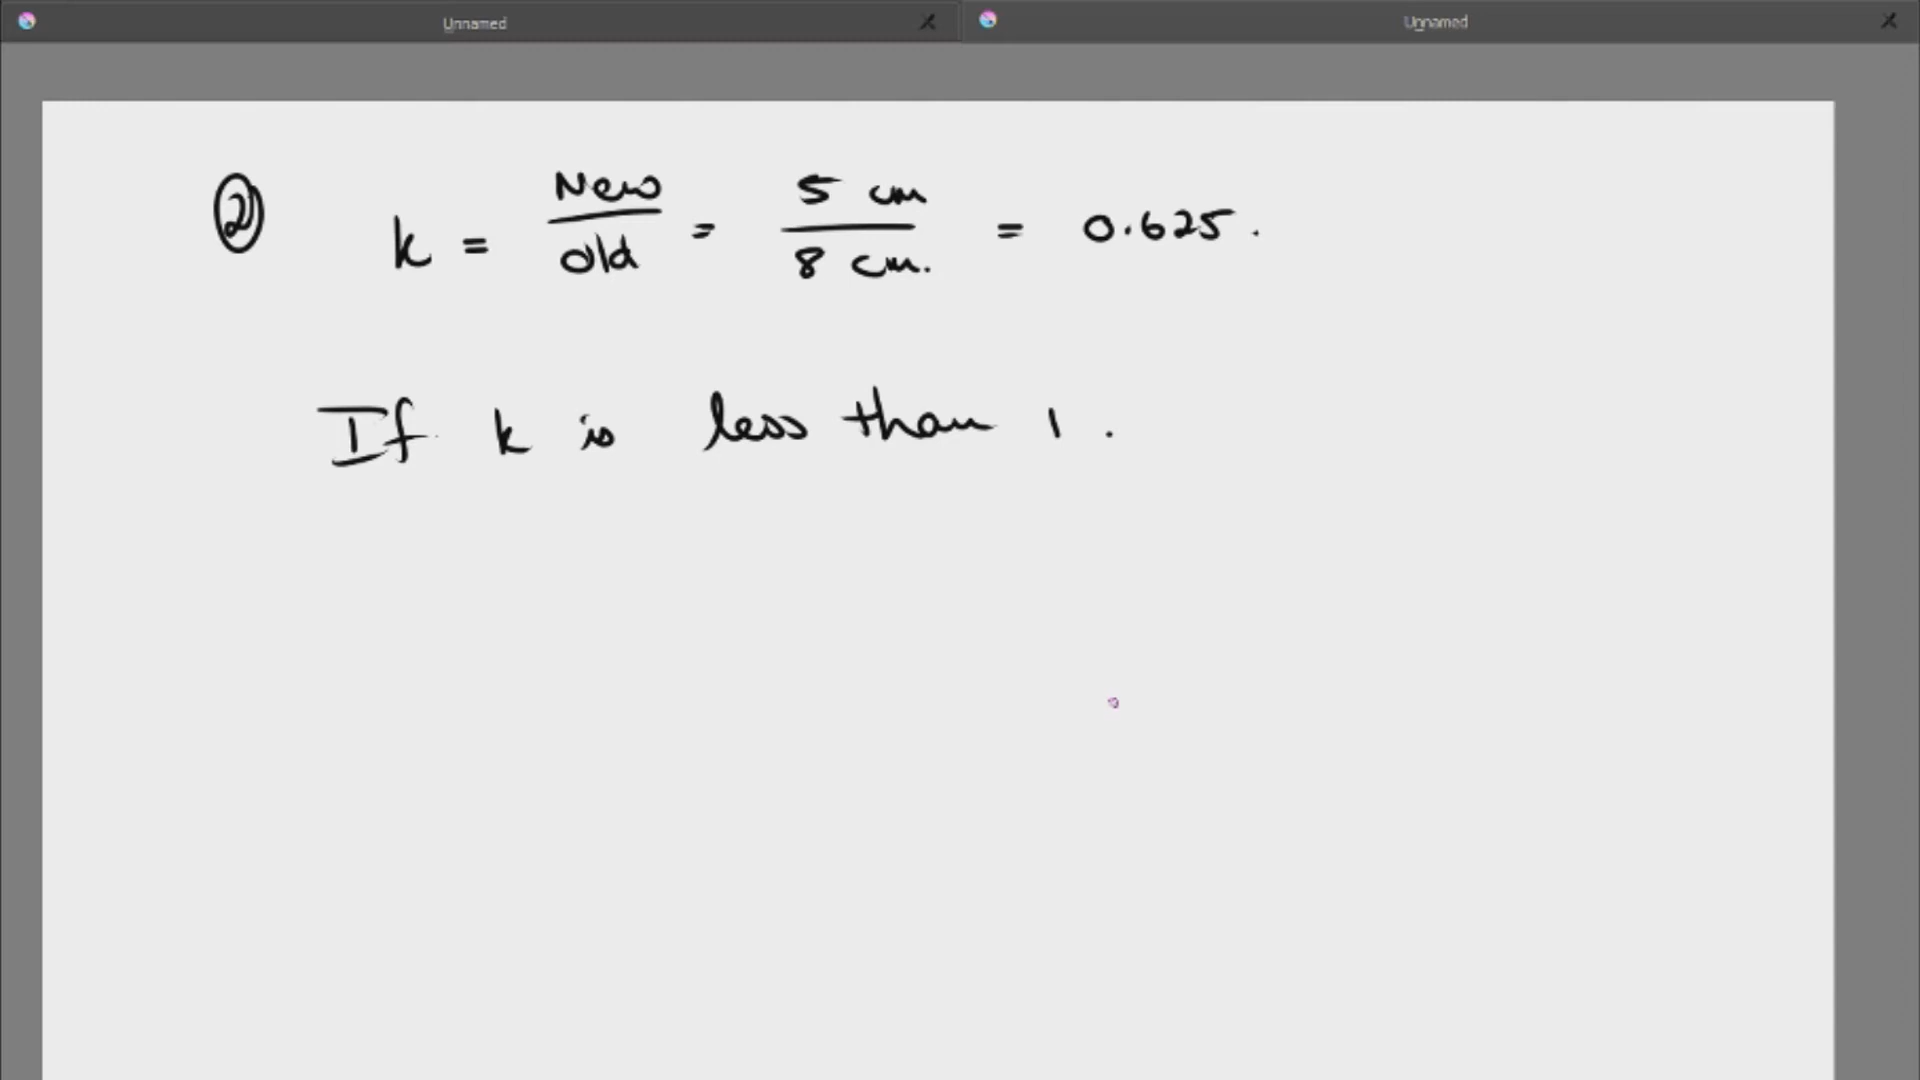 Unnamed Unnamed
② k = New/old = 5 cm/8 cm. = 0.625.
If k is less than 1.